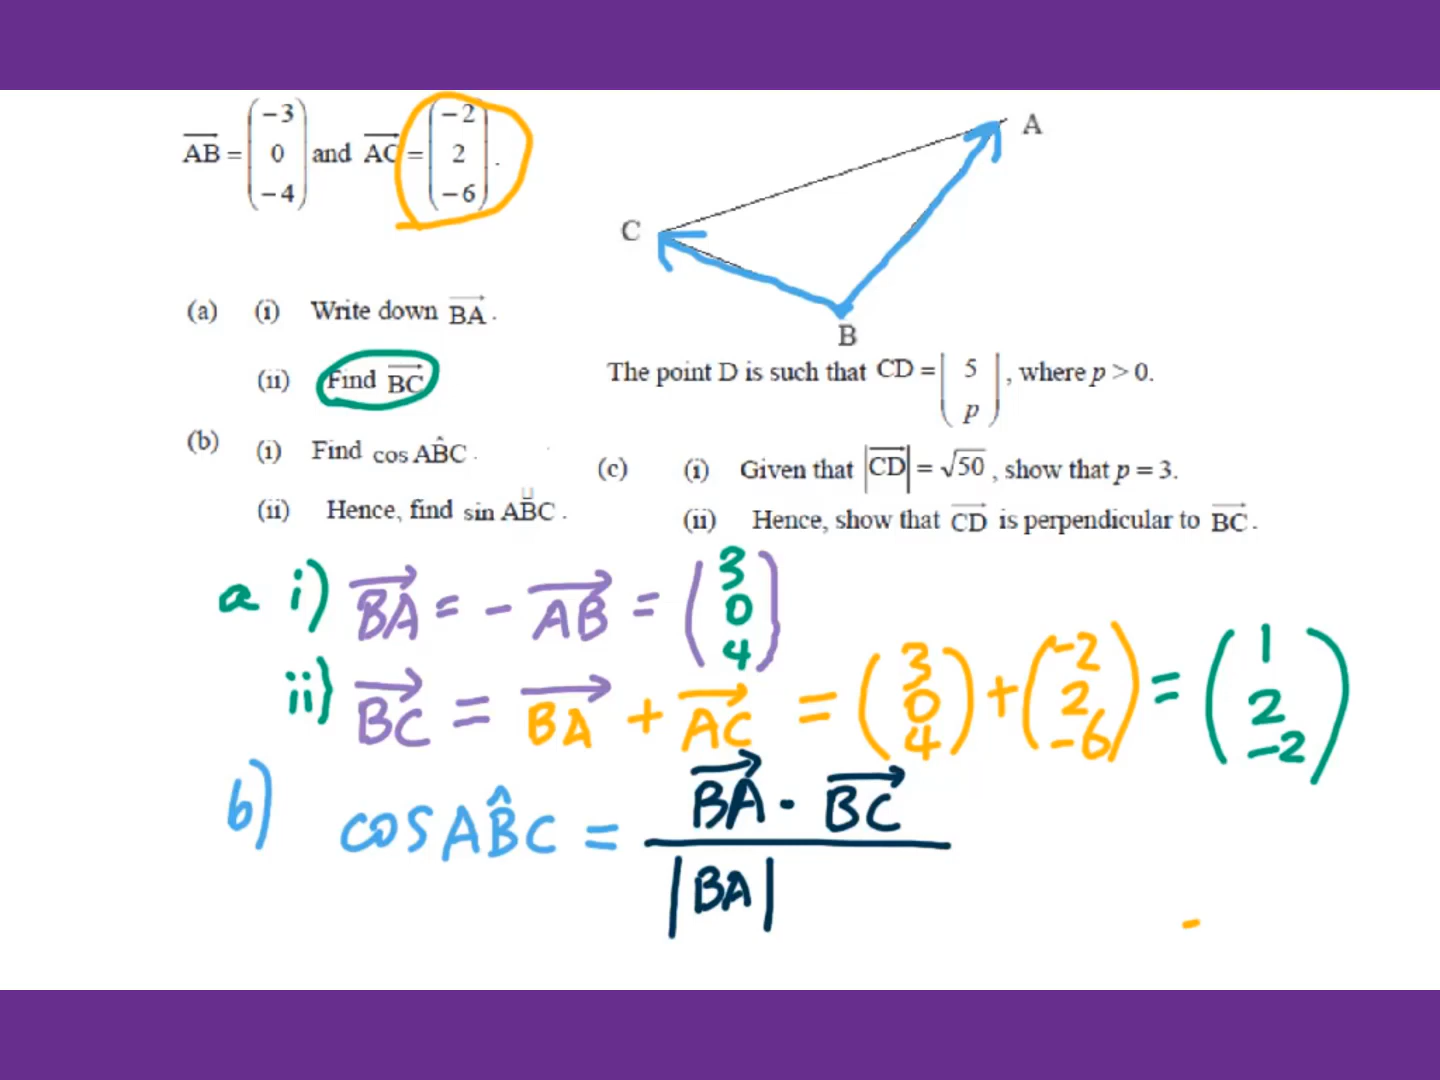 AB = (-3 0 -4) and AC = (-2 2 -6).
A
C
B
(a) (i) Write down BA.
(ii) Find BC
The point D is such that CD = (5 p), where p > 0.
(b) (i) Find cos AB̂C.
(ii) Hence, find sin AB̂C.
(c) (i) Given that |CD| = √50, show that p = 3.
(ii) Hence, show that CD is perpendicular to BC.
a i) BA = - AB = (3 0 4)
ii) BC = BA + AC = (3 0 4) + (-2 2 -6) = (1 2 -2)
b) cos AB̂C = BA · BC
|BA|